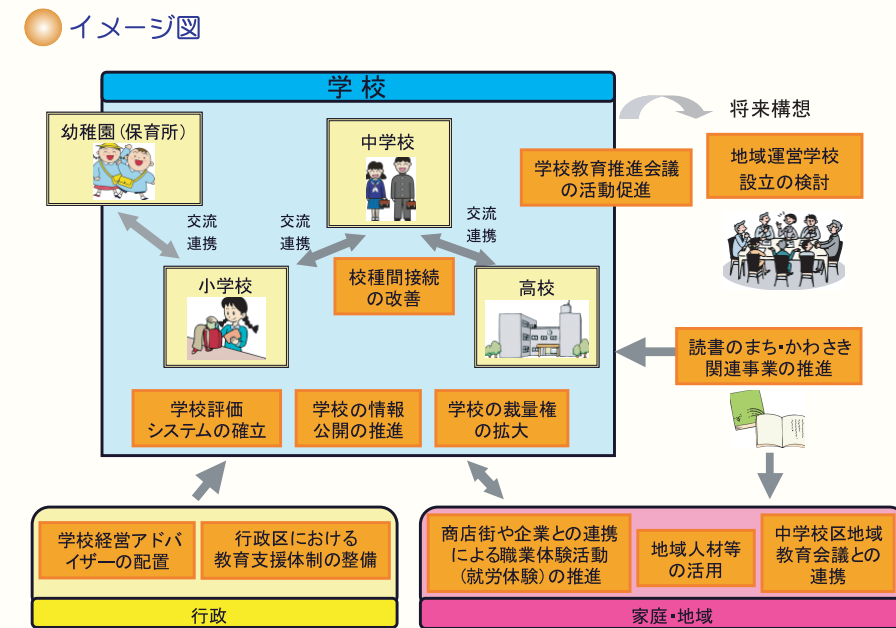 イメージ図
学校
幼稚園(保育所)
中学校
将来構想
学校教育推進会議
の活動促進
地域運営学校
設立の検討
交流
連携
交流
連携
交流
連携
小学校
校種間接続
の改善
高校
読書のまち・かわさき
関連事業の推進
学校評価
システムの確立
学校の情報
公開の推進
学校の裁量権
の拡大
学校経営アドバ
イザーの配置
行政区における
教育支援体制の整備
商店街や企業との連携
による職業体験活動
(就労体験)の推進
地域人材等
の活用
中学校区地域
教育会議との
連携
行政
家庭・地域